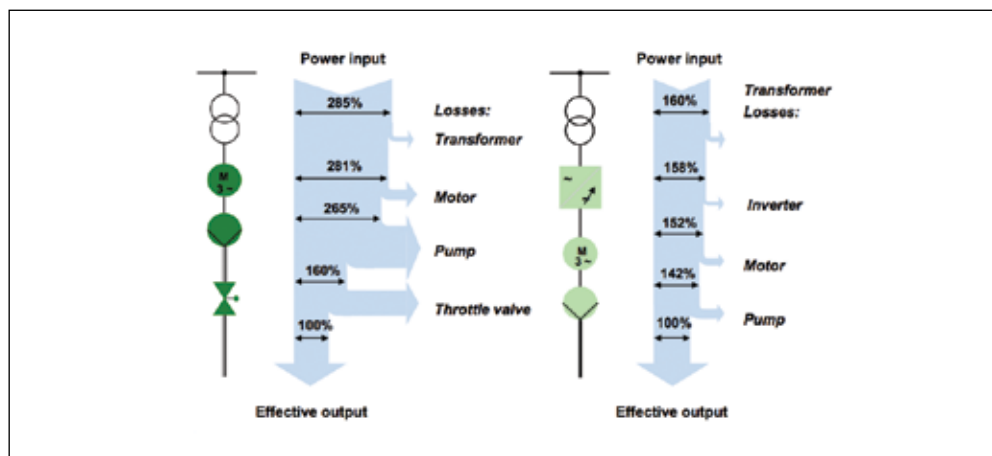 Power input
285%
Losses:
Transformer
281%
M
3 ~
Motor
265%
Pump
160%
Throttle valve
100%
Effective output
Power input
Transformer
160%
Losses:
~
158%
Inverter
152%
M
3 ~
Motor
142%
Pump
100%
Effective output